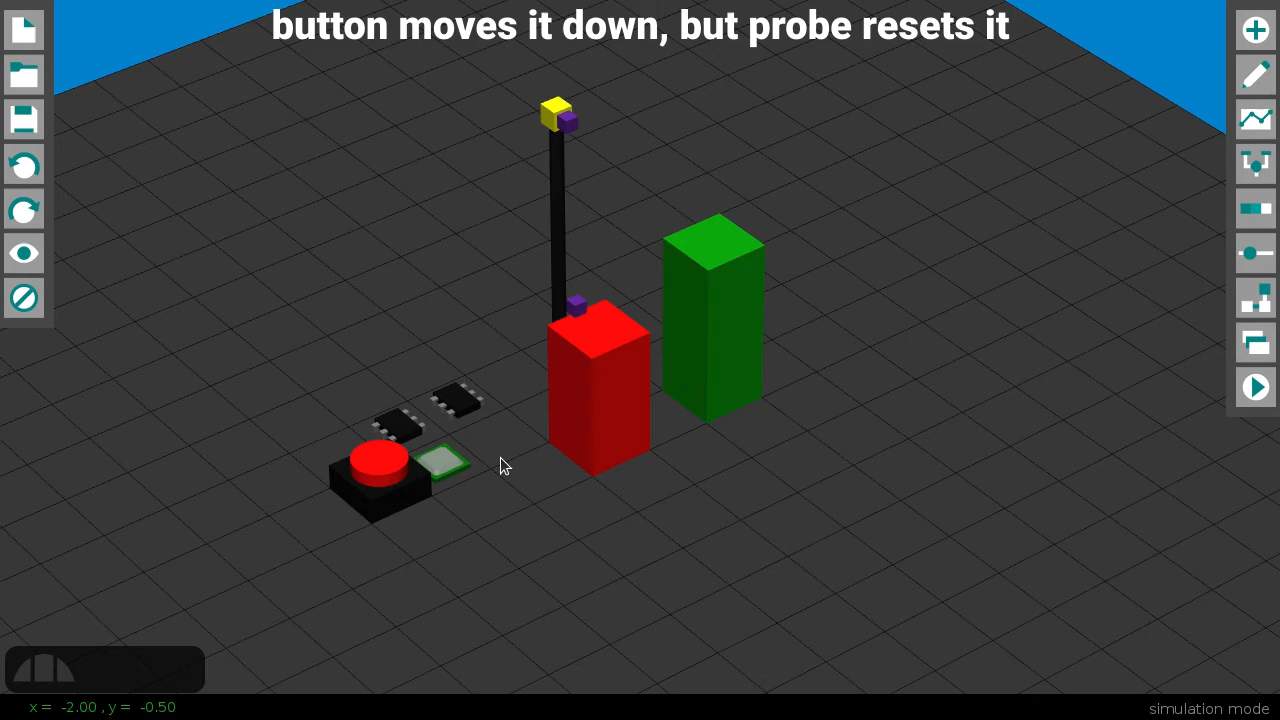 button moves it down, but probe resets it
x = -2.00 , y = -0.50
simulation mode